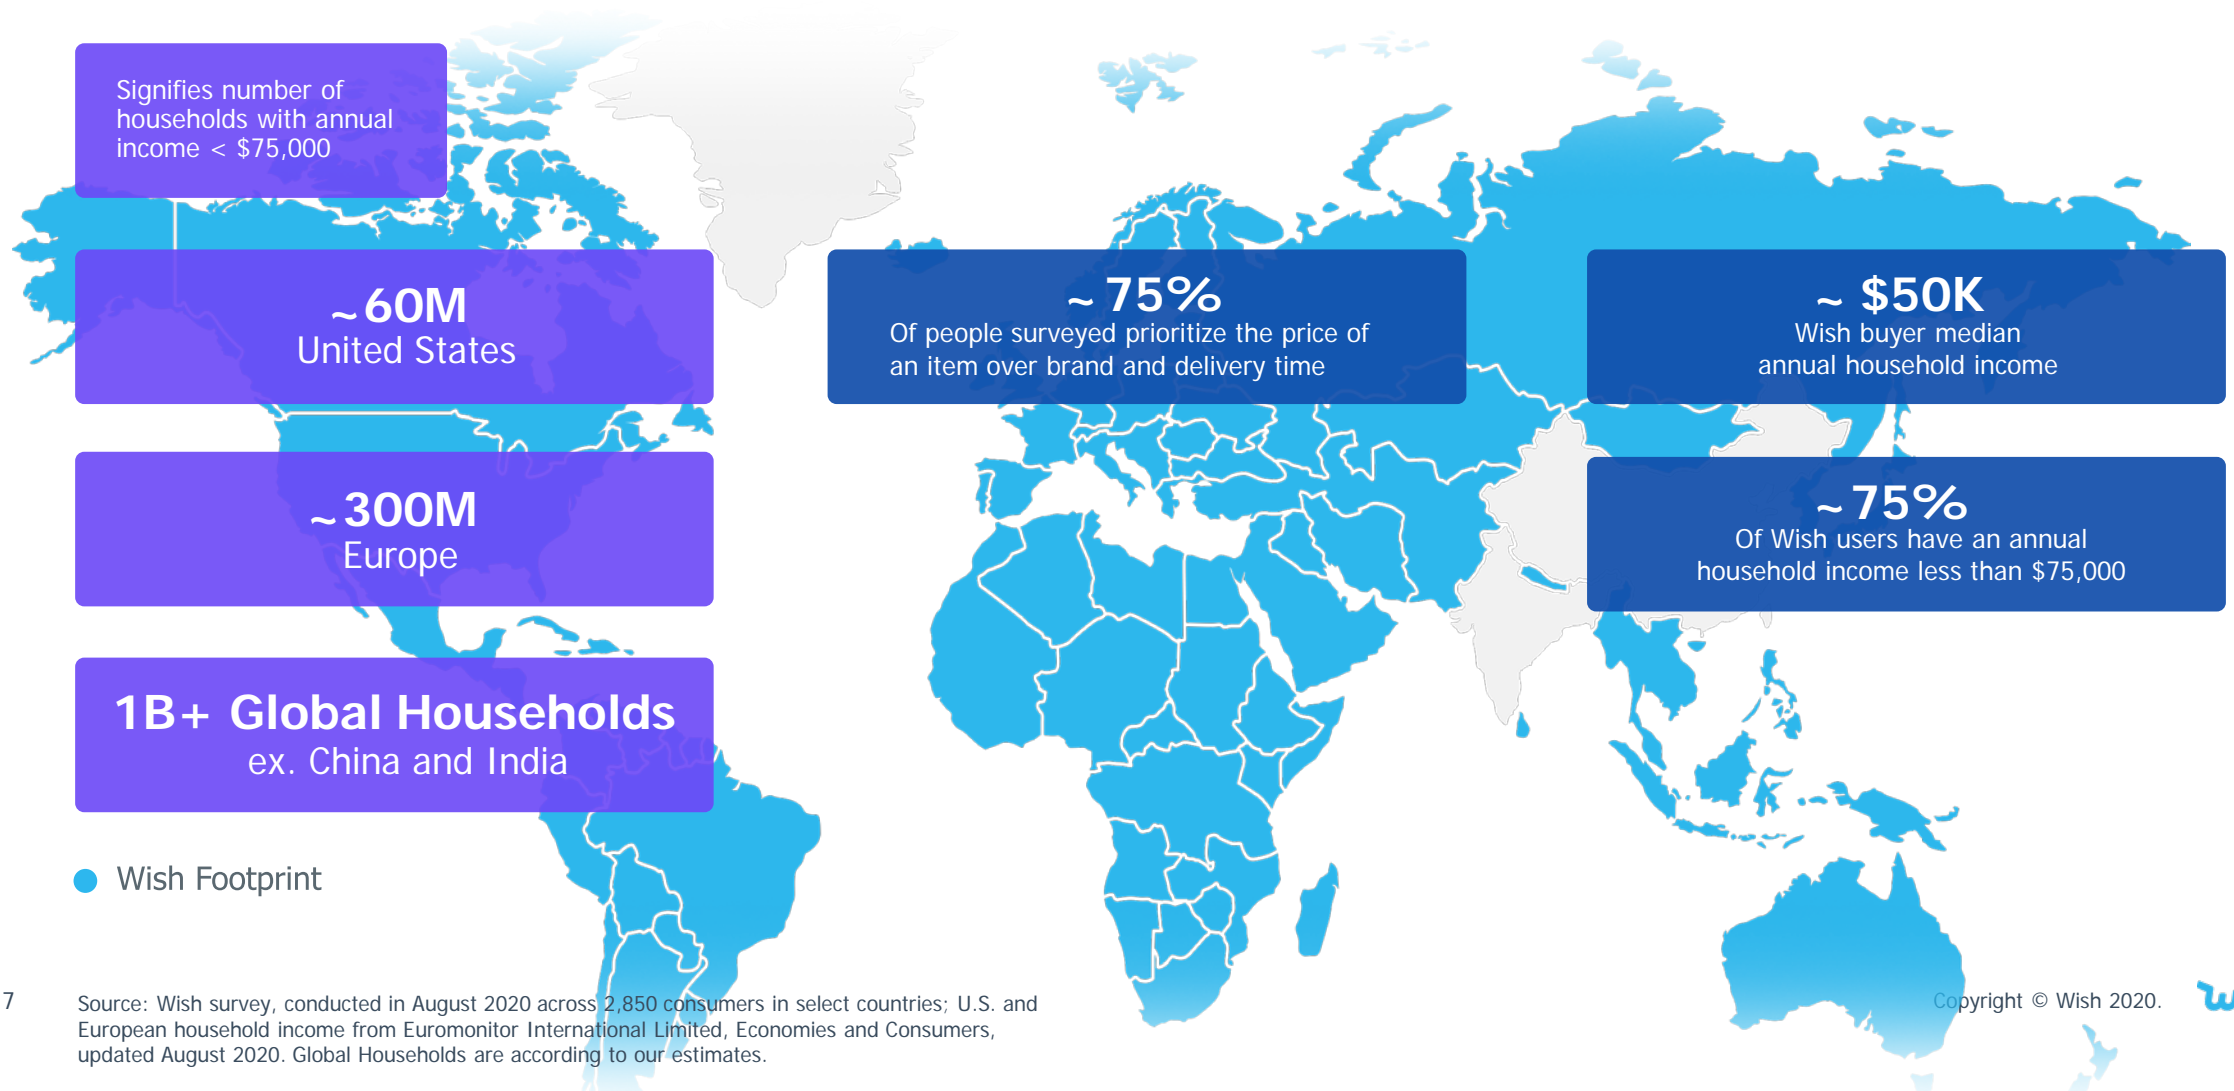 Signifies number of
households with annual
income < $75,000
~60M
United States
~300M
Europe
1B+ Global Households
ex. China and India
~ 75%
Of people surveyed prioritize the price of
an item over brand and delivery time
~ $50K
Wish buyer median
annual household income
~ 75%
Of Wish users have an annual
household income less than $75,000
Wish Footprint
7
Source: Wish survey, conducted in August 2020 across 2,850 consumers in select countries; U.S. and
European household income from Euromonitor International Limited, Economies and Consumers,
updated August 2020. Global Households are according to our estimates.
Copyright © Wish 2020.